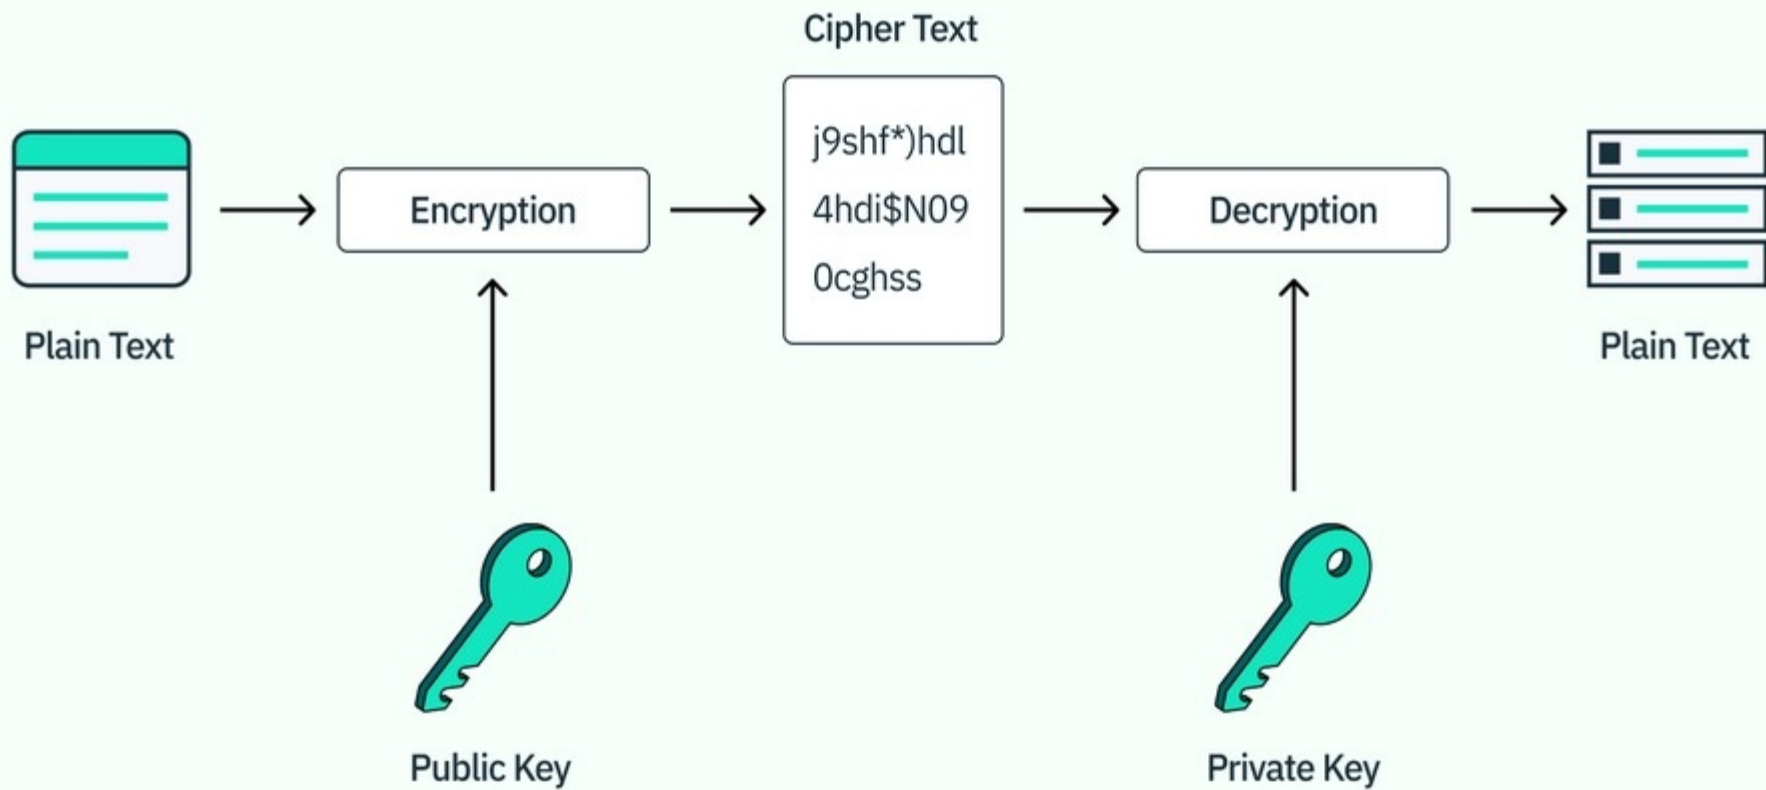 Cipher Text
j9shf*)hdl
4hdi$N09
0cghss
Encryption
Decryption
Plain Text
Plain Text
Public Key
Private Key